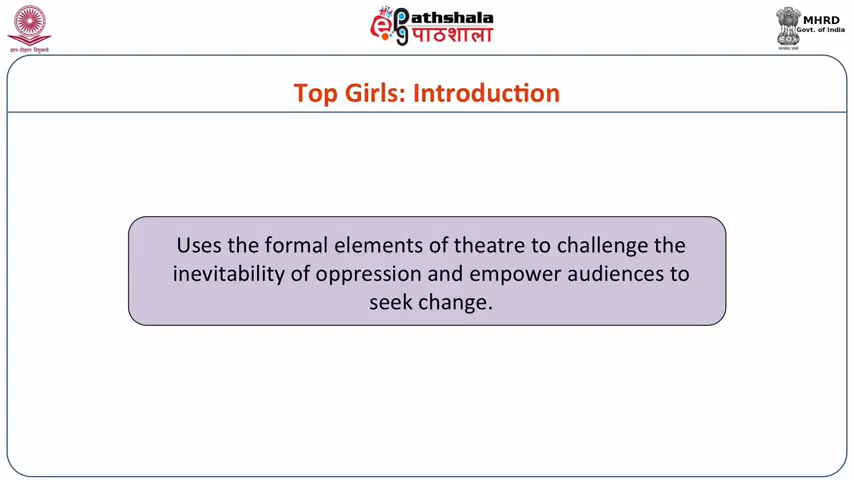 ePathshala
पाठशाला
MHRD
Govt. of India
Top Girls: Introduction
Uses the formal elements of theatre to challenge the
inevitability of oppression and empower audiences to
seek change.